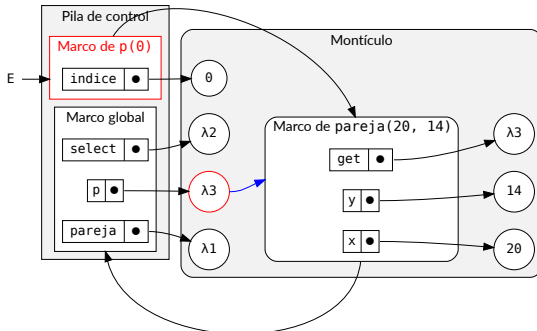 Pila de control
Marco de p(0)
E
indice
0
Marco global
select
λ2
p
λ3
pareja
λ1
Montículo
Marco de pareja(20, 14)
get
λ3
y
14
x
20